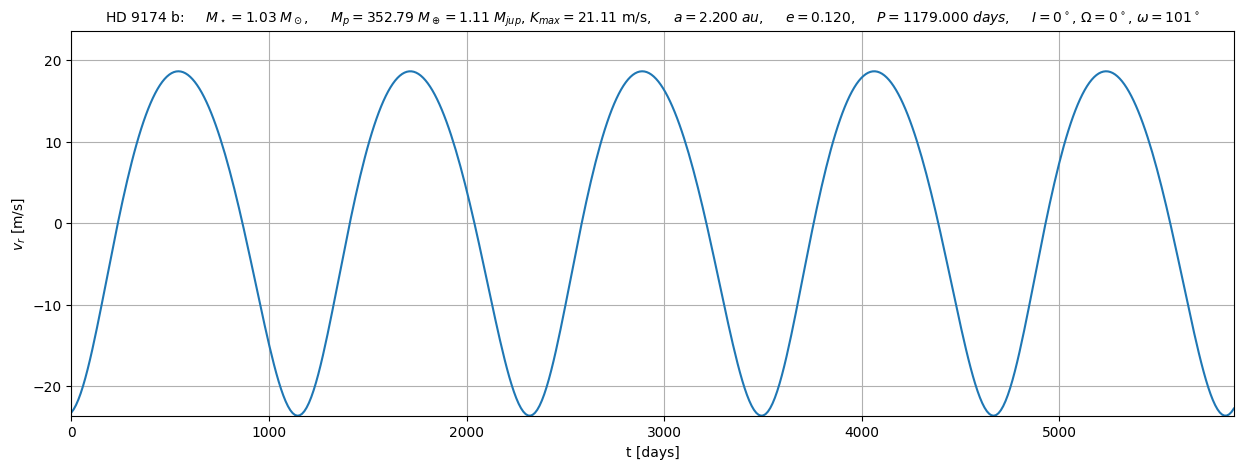 HD 9174 b: M⋆ = 1.03 M⊙, Mp = 352.79 M⊕ = 1.11 Mjup, Kmax = 21.11 m/s, a = 2.200 au, e = 0.120, P = 1179.000 days, I = 0°, Ω = 0°, ω = 101°
20
10
0
−10
−20
vr [m/s]
0 1000 2000 3000 4000 5000
t [days]